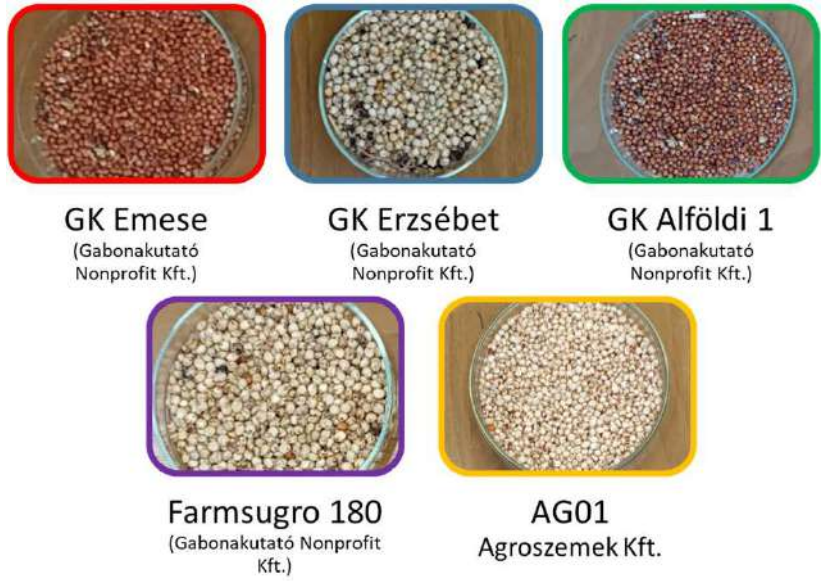 GK Emese
(Gabonakutató
Nonprofit Kft.)
GK Erzsébet
(Gabonakutató
Nonprofit Kft.)
GK Alföldi 1
(Gabonakutató
Nonprofit Kft.)
Farmsugro 180
(Gabonakutató Nonprofit
Kft.)
AG01
Agroszemek Kft.